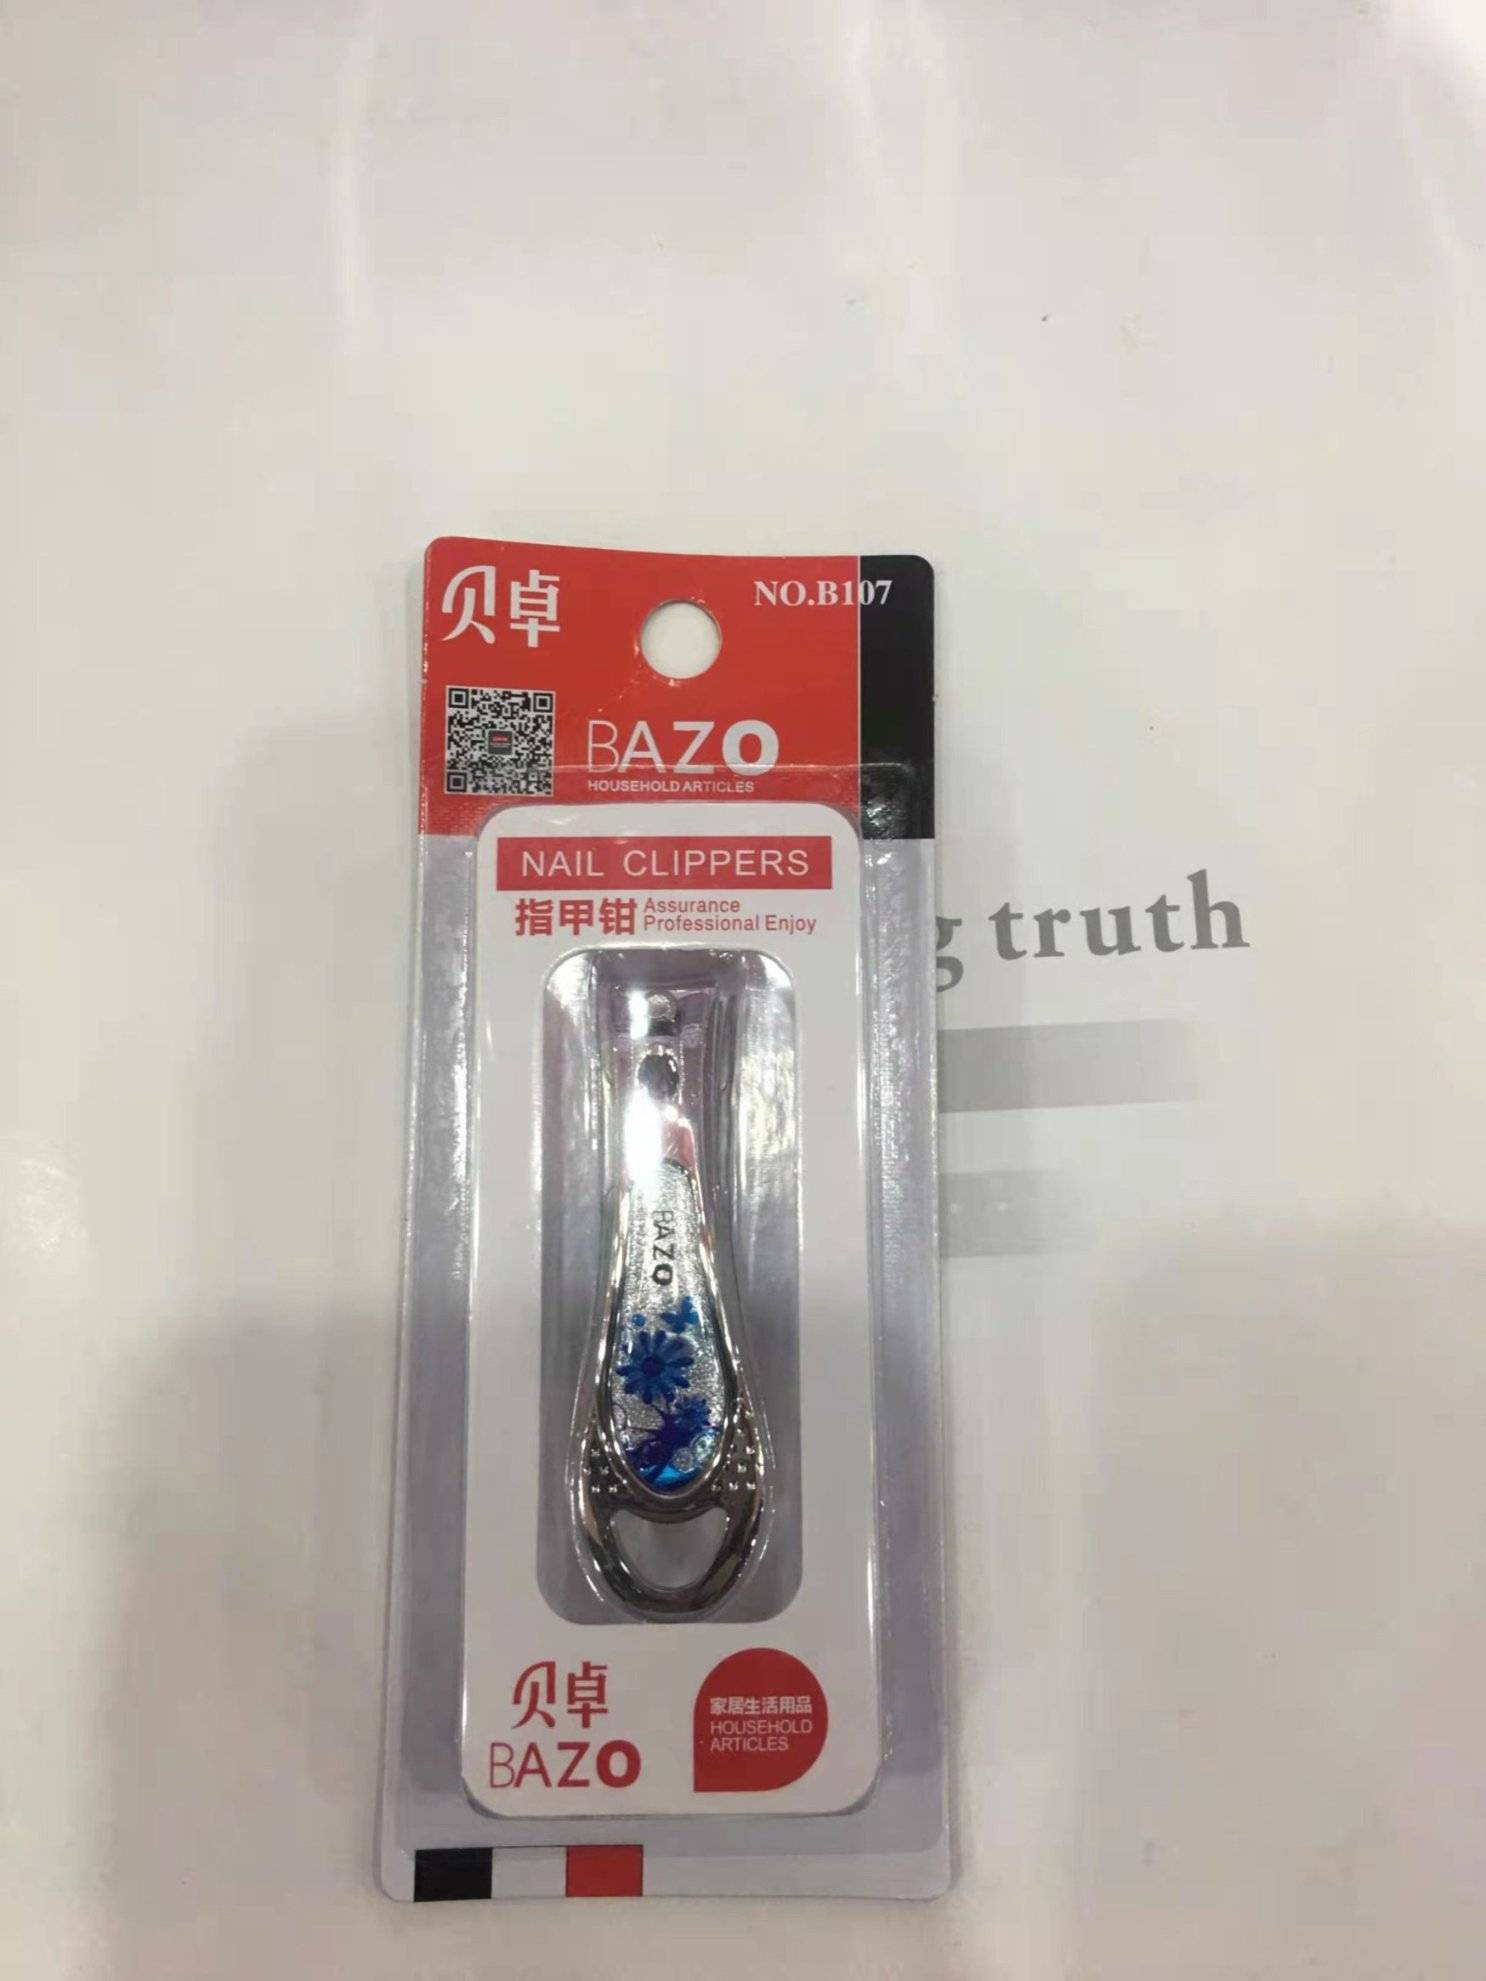 贝卓
NO.B107
BAZO
HOUSEHOLD ARTICLES
NAIL CLIPPERS
指甲钳
Assurance
Professional Enjoy
truth
BAZO
贝卓
BAZO
家居生活用品
HOUSEHOLD
ARTICLES